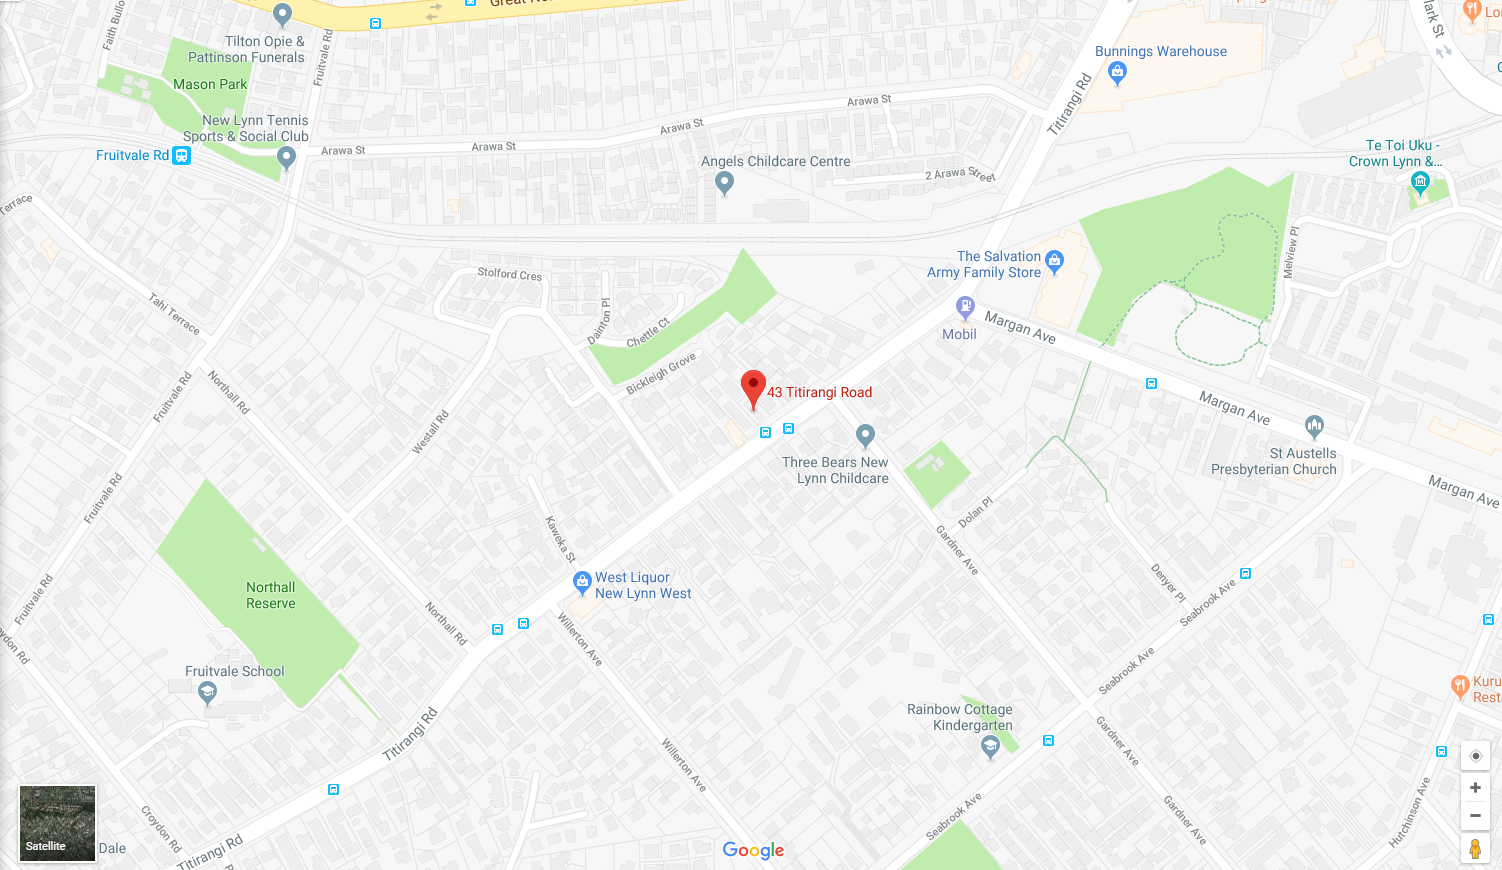 Great
Tilton Opie &
Pattinson Funerals
Faith Bullo
Fruitvale Rd
Mason Park
New Lynn Tennis
Sports & Social Club
Fruitvale Rd
Arawa St
Arawa St
Arawa St
Arawa St
Bunnings Warehouse
Titirangi Rd
Mark St
Te Toi Uku -
Crown Lynn &...
Angels Childcare Centre
2 Arawa Street
Terrace
Melview Pl
The Salvation
Army Family Store
Stolford Cres
Tahi Terrace
Dainton Pl
Chettle Ct
Mobil
Margan Ave
Bickleigh Grove
43 Titirangi Road
Northall Rd
Fruitvale Rd
Westall Rd
Margan Ave
St Austells
Presbyterian Church
Three Bears New
Lynn Childcare
Margan Ave
Fruitvale Rd
Dolan Pl
Gardner Ave
Kaweka St
West Liquor
New Lynn West
Denyer Pl
Seabrook Ave
Northall
Reserve
Fruitvale Rd
Northall Rd
Willerton Ave
Croydon Rd
Fruitvale School
Seabrook Ave
Kuru
Resta
Rainbow Cottage
Kindergarten
Titirangi Rd
Gardner Ave
Willerton Ave
Seabrook Ave
Gardner Ave
Hutchinson Ave
Croydon Rd
Satellite
Dale
Titirangi Rd
Google